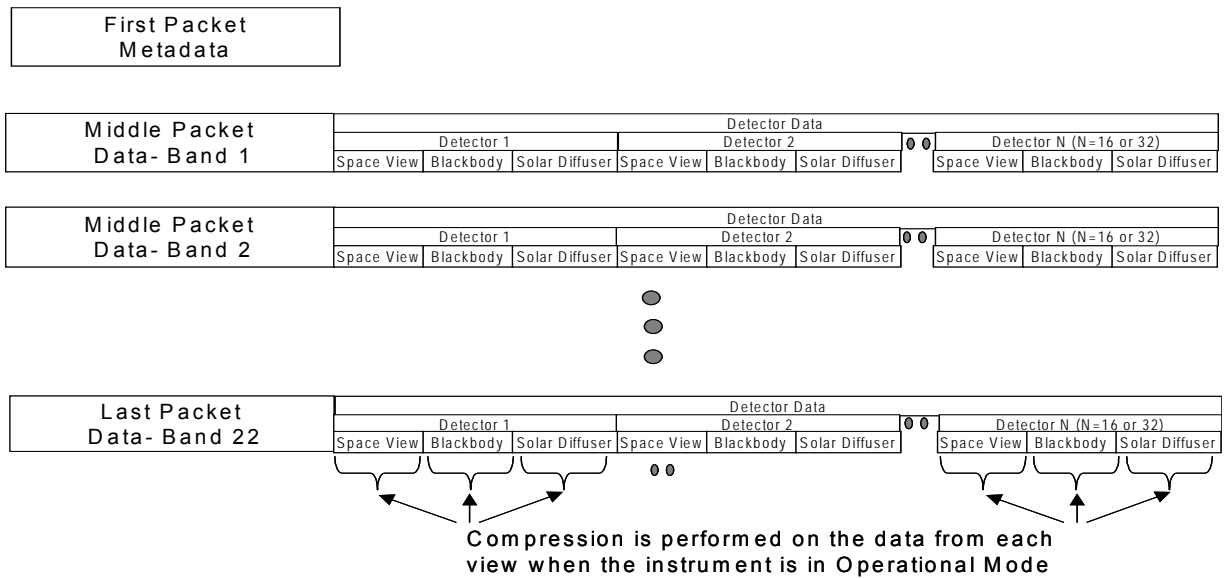 First Packet
Metadata
Middle Packet
Data- Band 1
Detector Data
Detector 1 Detector 2 Detector N (N=16 or 32)
Space View Blackbody Solar Diffuser Space View Blackbody Solar Diffuser Space View Blackbody Solar Diffuser
Middle Packet
Data- Band 2
Detector Data
Detector 1 Detector 2 Detector N (N=16 or 32)
Space View Blackbody Solar Diffuser Space View Blackbody Solar Diffuser Space View Blackbody Solar Diffuser
Last Packet
Data- Band 22
Detector Data
Detector 1 Detector 2 Detector N (N=16 or 32)
Space View Blackbody Solar Diffuser Space View Blackbody Solar Diffuser Space View Blackbody Solar Diffuser
Compression is performed on the data from each
view when the instrument is in Operational Mode